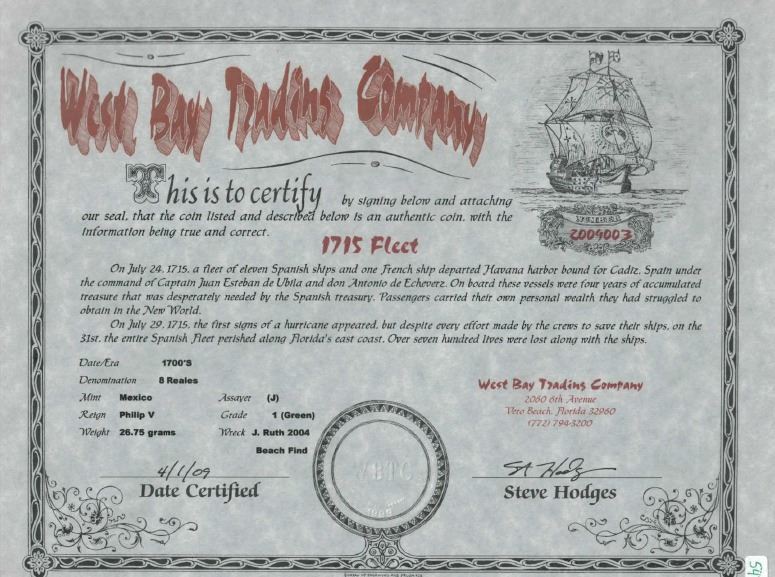 West Bay Trading Company
This is to certify by signing below and attaching
our seal, that the coin listed and described below is an authentic coin, with the
information being true and correct.
NUMBER
2004003
1715 Fleet
On July 24, 1715, a fleet of eleven Spanish ships and one French ship departed Havana harbor bound for Cadiz, Spain under
the command of Captain Juan Esteban de Ubila and don Antonio de Echeverz. On board these vessels were four years of accumulated
treasure that was desperately needed by the Spanish treasury. Passengers carried their own personal wealth they had struggled to
obtain in the New World.
On July 29, 1715, the first signs of a hurricane appeared, but despite every effort made by the crews to save their ships, on the
31st, the entire Spanish Fleet perished along Florida's east coast. Over seven hundred lives were lost along with the ships.
Date/Era 1700'S
Denomination 8 Reales
Mint Mexico Assayer (J)
Reign Philip V Grade 1 (Green)
Weight 26.75 grams Wreck J. Ruth 2004
Beach Find
West Bay Trading Company
2060 6th Avenue
Vero Beach, Florida 32960
(772) 794-3200
WBTC
4/1/09
Date Certified
Steve Hodges
54